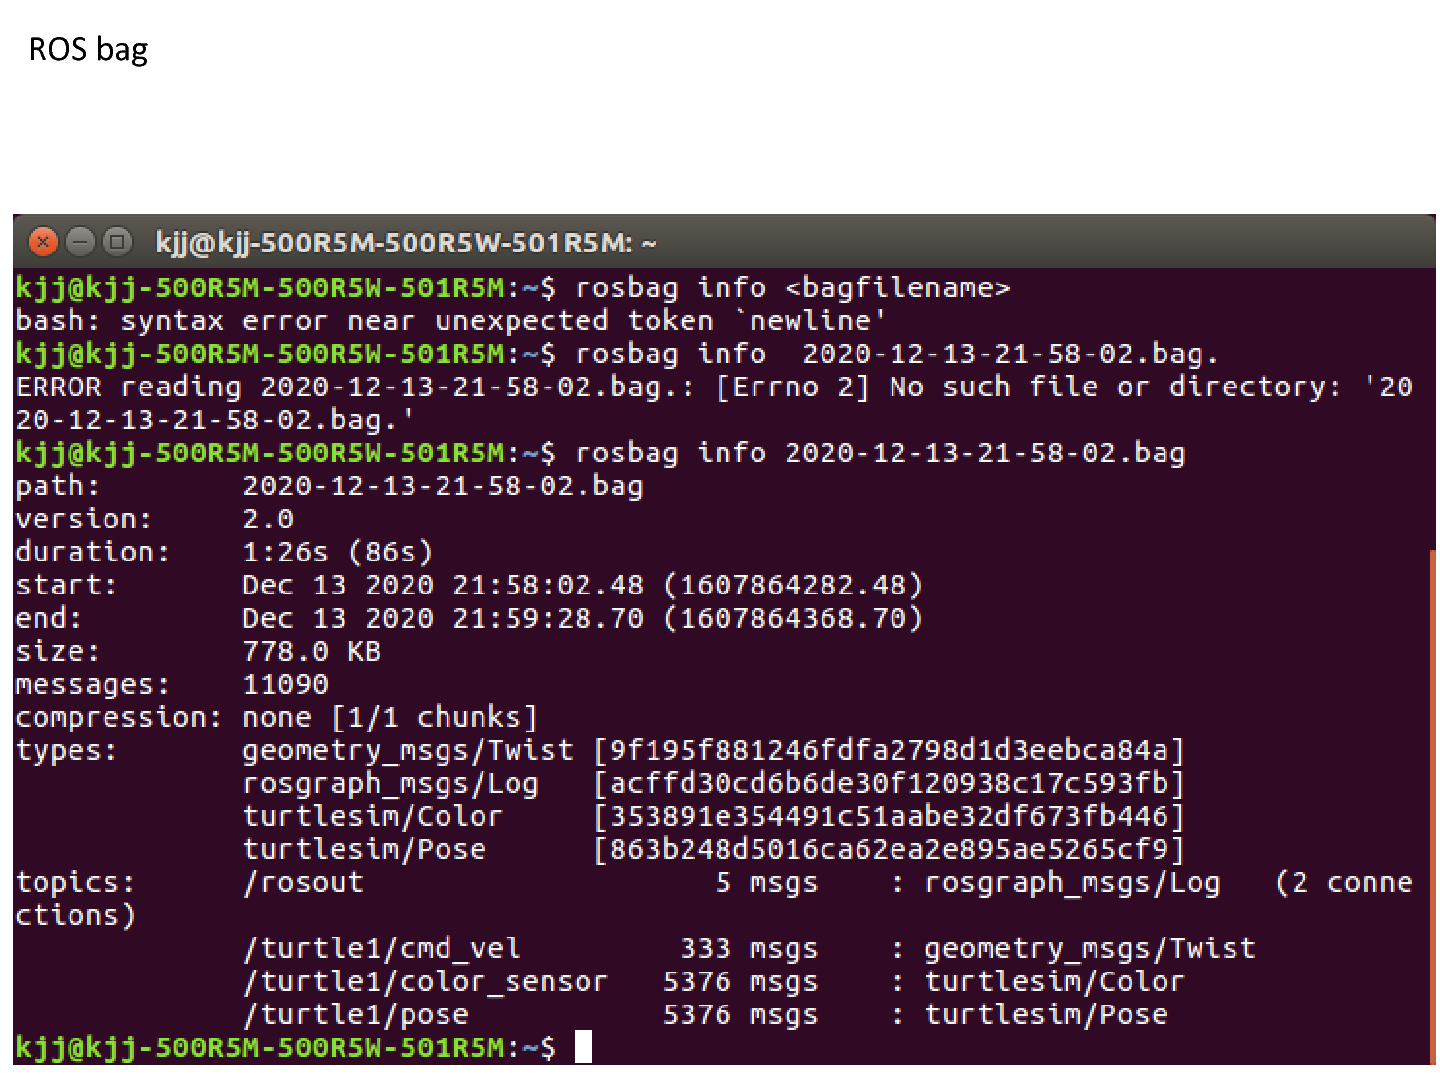 ROS bag
kjj@kjj-500R5M-500R5W-501R5M: ~
kjj@kjj-500R5M-500R5W-501R5M:~$ rosbag info <bagfilename>
bash: syntax error near unexpected token `newline'
kjj@kjj-500R5M-500R5W-501R5M:~$ rosbag info  2020-12-13-21-58-02.bag.
ERROR reading 2020-12-13-21-58-02.bag.: [Errno 2] No such file or directory: '20
20-12-13-21-58-02.bag.'
kjj@kjj-500R5M-500R5W-501R5M:~$ rosbag info 2020-12-13-21-58-02.bag
path:        2020-12-13-21-58-02.bag
version:     2.0
duration:    1:26s (86s)
start:       Dec 13 2020 21:58:02.48 (1607864282.48)
end:         Dec 13 2020 21:59:28.70 (1607864368.70)
size:        778.0 KB
messages:    11090
compression: none [1/1 chunks]
types:       geometry_msgs/Twist [9f195f881246fdfa2798d1d3eebca84a]
             rosgraph_msgs/Log   [acffd30cd6b6de30f120938c17c593fb]
             turtlesim/Color     [353891e354491c51aabe32df673fb446]
             turtlesim/Pose      [863b248d5016ca62ea2e895ae5265cf9]
topics:      /rosout                    5 msgs    : rosgraph_msgs/Log   (2 conne
ctions)
             /turtle1/cmd_vel         333 msgs    : geometry_msgs/Twist
             /turtle1/color_sensor   5376 msgs    : turtlesim/Color
             /turtle1/pose           5376 msgs    : turtlesim/Pose
kjj@kjj-500R5M-500R5W-501R5M:~$